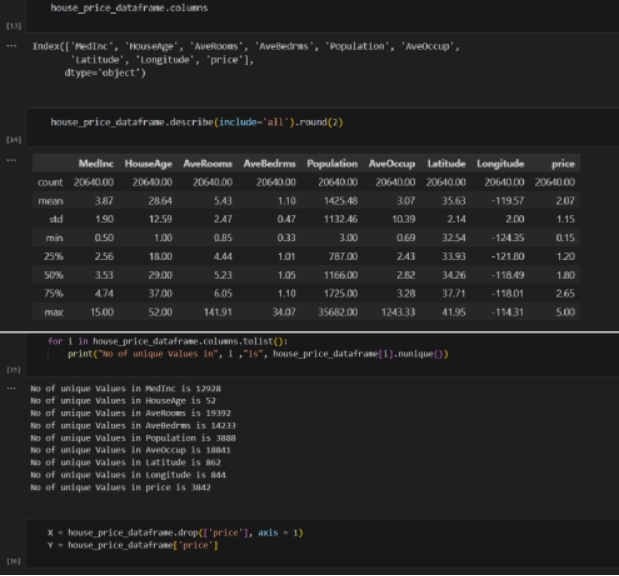 house_price_dataframe.columns
[13]
... Index(['MedInc', 'HouseAge', 'AveRooms', 'AveBedrms', 'Population', 'AveOccup',
'Latitude', 'Longitude', 'price'],
dtype='object')
house_price_dataframe.describe(include='all').round(2)
[14]
...
MedInc HouseAge AveRooms AveBedrms Population AveOccup Latitude Longitude price
count 20640.00 20640.00 20640.00 20640.00 20640.00 20640.00 20640.00 20640.00 20640.00
mean 3.87 28.64 5.43 1.10 1425.48 3.07 35.63 -119.57 2.07
std 1.90 12.59 2.47 0.47 1132.46 10.39 2.14 2.00 1.15
min 0.50 1.00 0.85 0.33 3.00 0.69 32.54 -124.35 0.15
25% 2.56 18.00 4.44 1.01 787.00 2.43 33.93 -121.80 1.20
50% 3.53 29.00 5.23 1.05 1166.00 2.82 34.26 -118.49 1.80
75% 4.74 37.00 6.05 1.10 1725.00 3.28 37.71 -118.01 2.65
max 15.00 52.00 141.91 34.07 35682.00 1243.33 41.95 -114.31 5.00
for i in house_price_dataframe.columns.tolist():
print("No of unique Values in", i ,"is", house_price_dataframe[i].nunique())
[15]
... No of unique Values in MedInc is 12928
No of unique Values in HouseAge is 52
No of unique Values in AveRooms is 19392
No of unique Values in AveBedrms is 14233
No of unique Values in Population is 3888
No of unique Values in AveOccup is 18841
No of unique Values in Latitude is 862
No of unique Values in Longitude is 844
No of unique Values in price is 3842
X = house_price_dataframe.drop(['price'], axis = 1)
Y = house_price_dataframe['price']
[16]